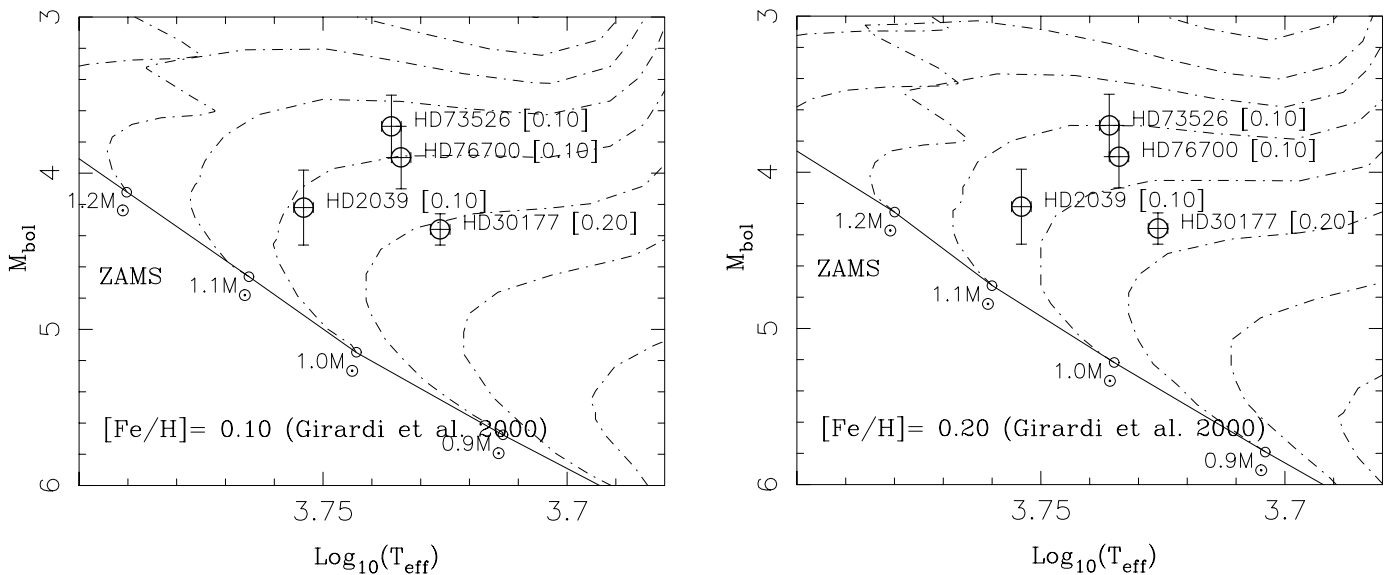 3
4
5
6
M_bol
HD73526 [0.10]
HD76700 [0.10]
HD2039 [0.10]
HD30177 [0.20]
1.2M⊙
ZAMS
1.1M⊙
1.0M⊙
[Fe/H]= 0.10 (Girardi et al. 2000)
0.9M⊙
3.75
3.7
Log₁₀(T_eff)
3
4
5
6
M_bol
HD73526 [0.10]
HD76700 [0.10]
HD2039 [0.10]
HD30177 [0.20]
1.2M⊙
ZAMS
1.1M⊙
1.0M⊙
[Fe/H]= 0.20 (Girardi et al. 2000)
0.9M⊙
3.75
3.7
Log₁₀(T_eff)